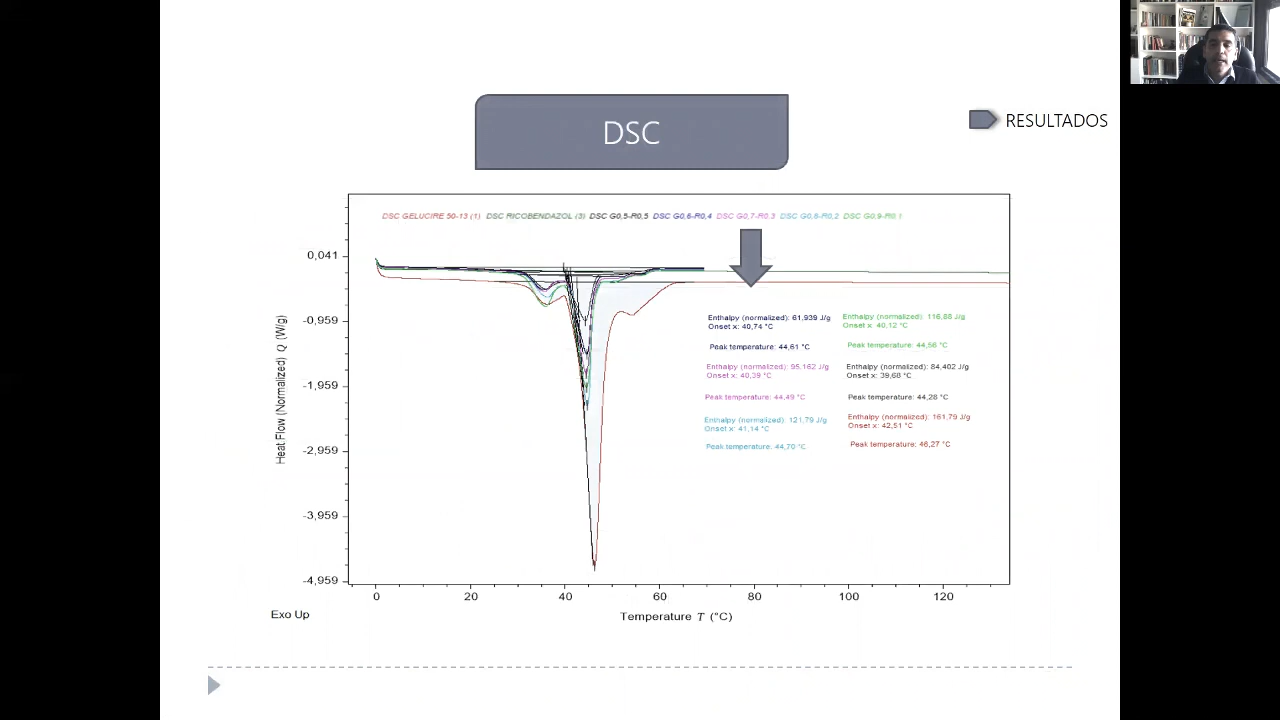 DSC
RESULTADOS
DSC GELUCIRE 50-13 (1) DSC RICOBENDAZOL (3) DSC G0,5-R0,5 DSC G0,6-R0,4 DSC G0,7-R0,3 DSC G0,8-R0,2 DSC G0,9-R0,1
0,041
-0,959
-1,959
-2,959
-3,959
-4,959
Heat Flow (Normalized) Q (W/g)
Enthalpy (normalized): 61,939 J/g
Onset x: 40,74 °C
Peak temperature: 44,61 °C
Enthalpy (normalized): 116,88 J/g
Onset x: 40,12 °C
Peak temperature: 44,56 °C
Enthalpy (normalized): 95,162 J/g
Onset x: 40,39 °C
Peak temperature: 44,49 °C
Enthalpy (normalized): 84,402 J/g
Onset x: 39,68 °C
Peak temperature: 44,28 °C
Enthalpy (normalized): 121,79 J/g
Onset x: 41,14 °C
Peak temperature: 44,70 °C
Enthalpy (normalized): 161,79 J/g
Onset x: 42,51 °C
Peak temperature: 46,27 °C
0 20 40 60 80 100 120
Exo Up
Temperature T (°C)